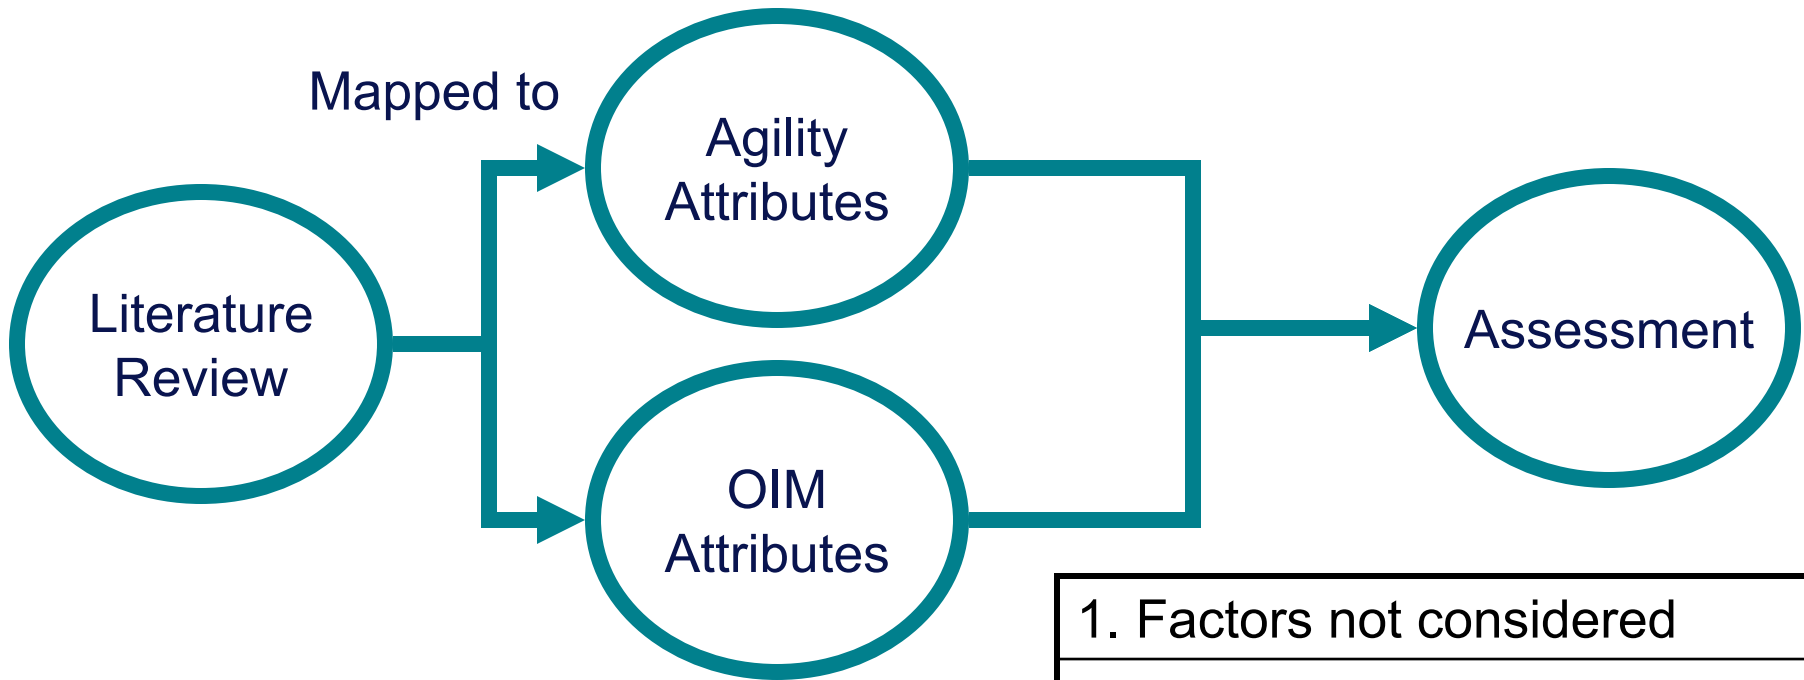 Mapped to
Agility
Attributes
Literature
Review
Assessment
OIM
Attributes
1. Factors not considered